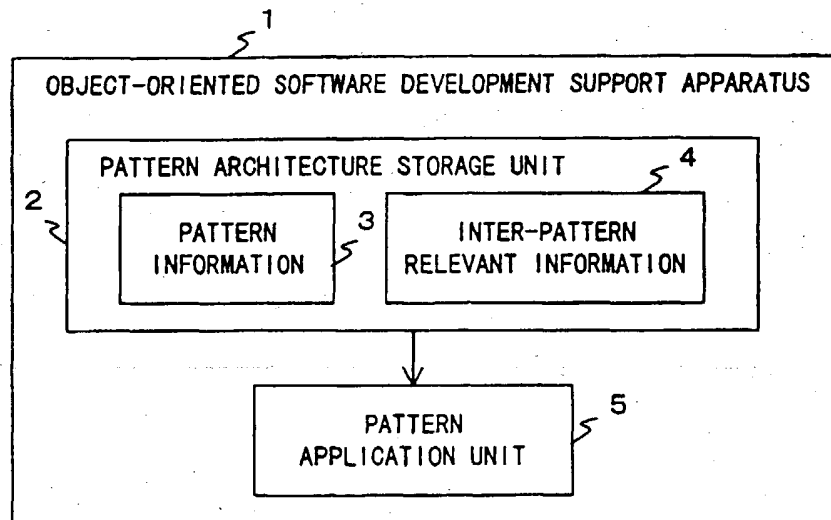 1
OBJECT-ORIENTED SOFTWARE DEVELOPMENT SUPPORT APPARATUS
PATTERN ARCHITECTURE STORAGE UNIT
4
2
PATTERN
INFORMATION
3
INTER-PATTERN
RELEVANT INFORMATION
5
PATTERN
APPLICATION UNIT